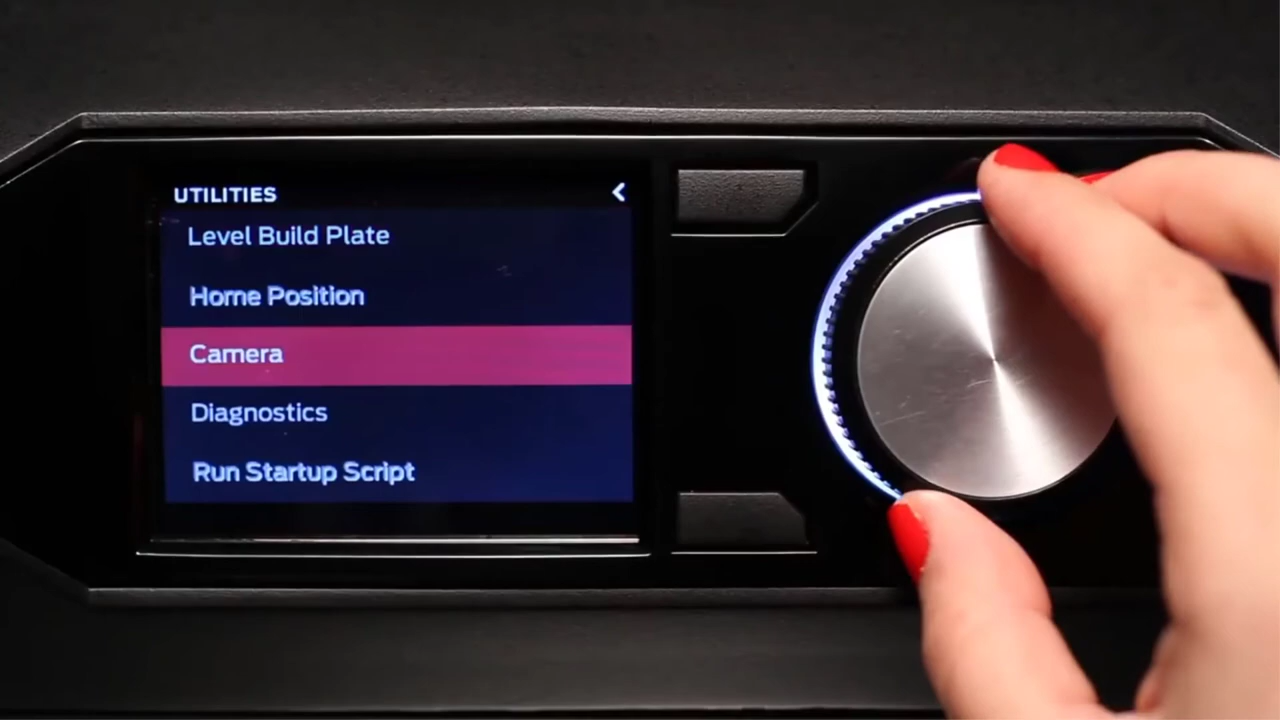 UTILITIES
Level Build Plate
Home Position
Camera
Diagnostics
Run Startup Script